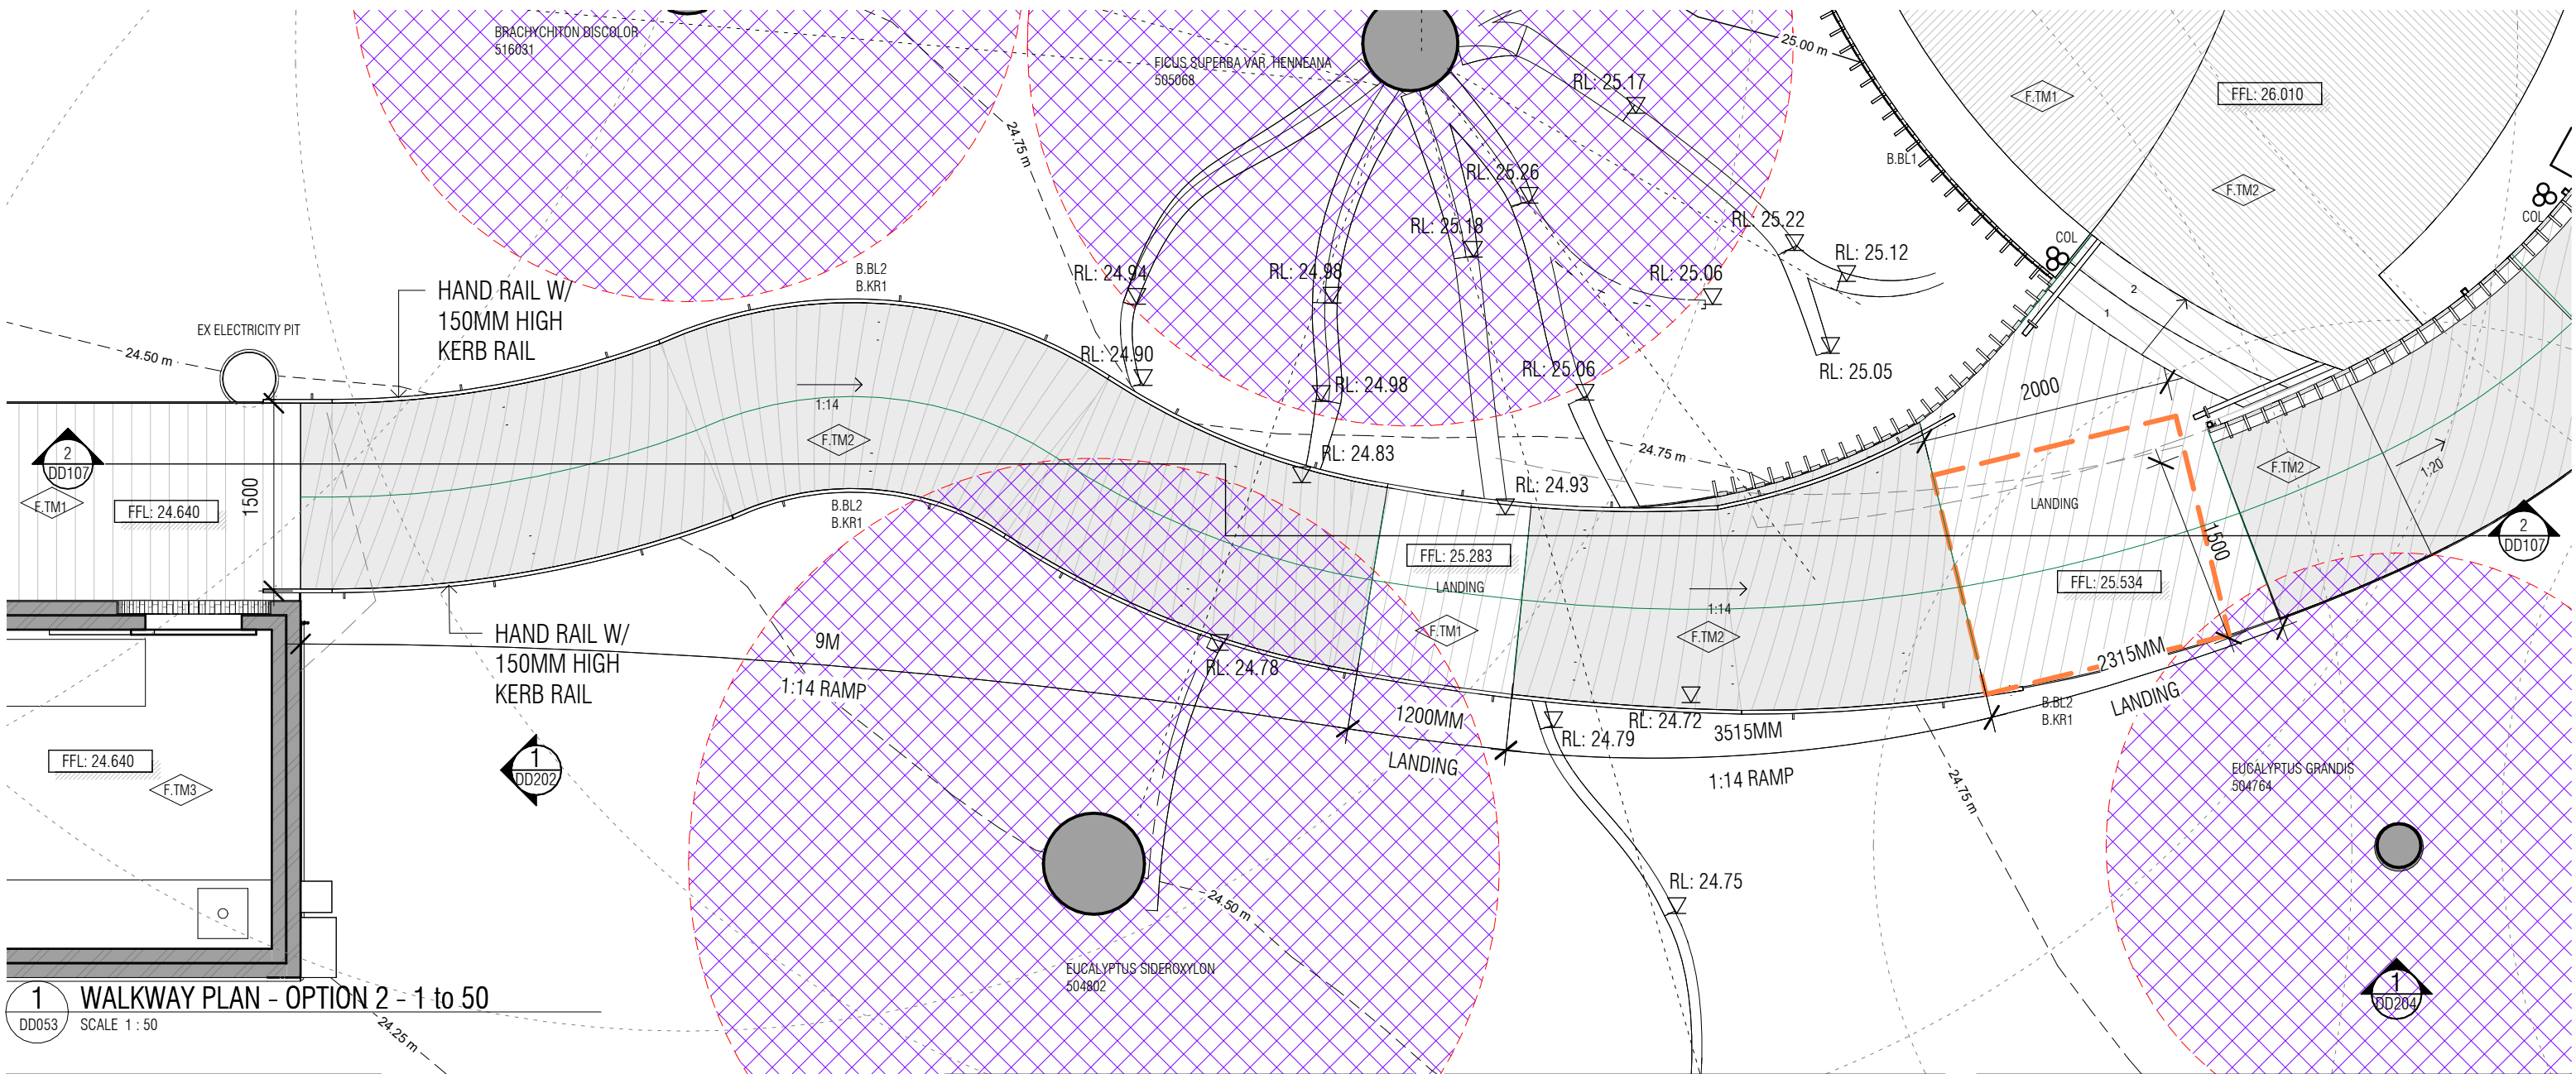 BRACHYCHITON DISCOLOR
516031
FICUS SUPERBA VAR. HENNEANA
505068
25.00 m
RL: 25.17
F.TM1
FFL: 26.010
24.75 m
B.BL1
RL: 25.26
F.TM2
RL: 25.18
RL: 25.22
COL
COL
RL: 25.12
RL: 24.94
RL: 24.98
RL: 25.06
B.BL2
B.KR1
HAND RAIL W/
150MM HIGH
KERB RAIL
2
1
EX ELECTRICITY PIT
24.50 m
RL: 24.90
RL: 24.98
RL: 25.06
RL: 25.05
2000
1:14
F.TM2
RL: 24.83
24.75 m
2
DD107
F.TM1
FFL: 24.640
1500
B.BL2
B.KR1
RL: 24.93
LANDING
F.TM2
1:20
2
DD107
1500
FFL: 25.283
LANDING
FFL: 25.534
1:14
F.TM1
F.TM2
HAND RAIL W/
150MM HIGH
KERB RAIL
9M
1:14 RAMP
RL: 24.78
2315MM
LANDING
B.BL2
B.KR1
1200MM
LANDING
RL: 24.72
RL: 24.79
3515MM
1:14 RAMP
FFL: 24.640
F.TM3
1
DD202
24.75 m
EUCALYPTUS GRANDIS
504764
RL: 24.75
24.50 m
EUCALYPTUS SIDEROXYLON
504802
1
DD204
1
DD053
WALKWAY PLAN - OPTION 2 - 1 to 50
SCALE 1 : 50
24.25 m